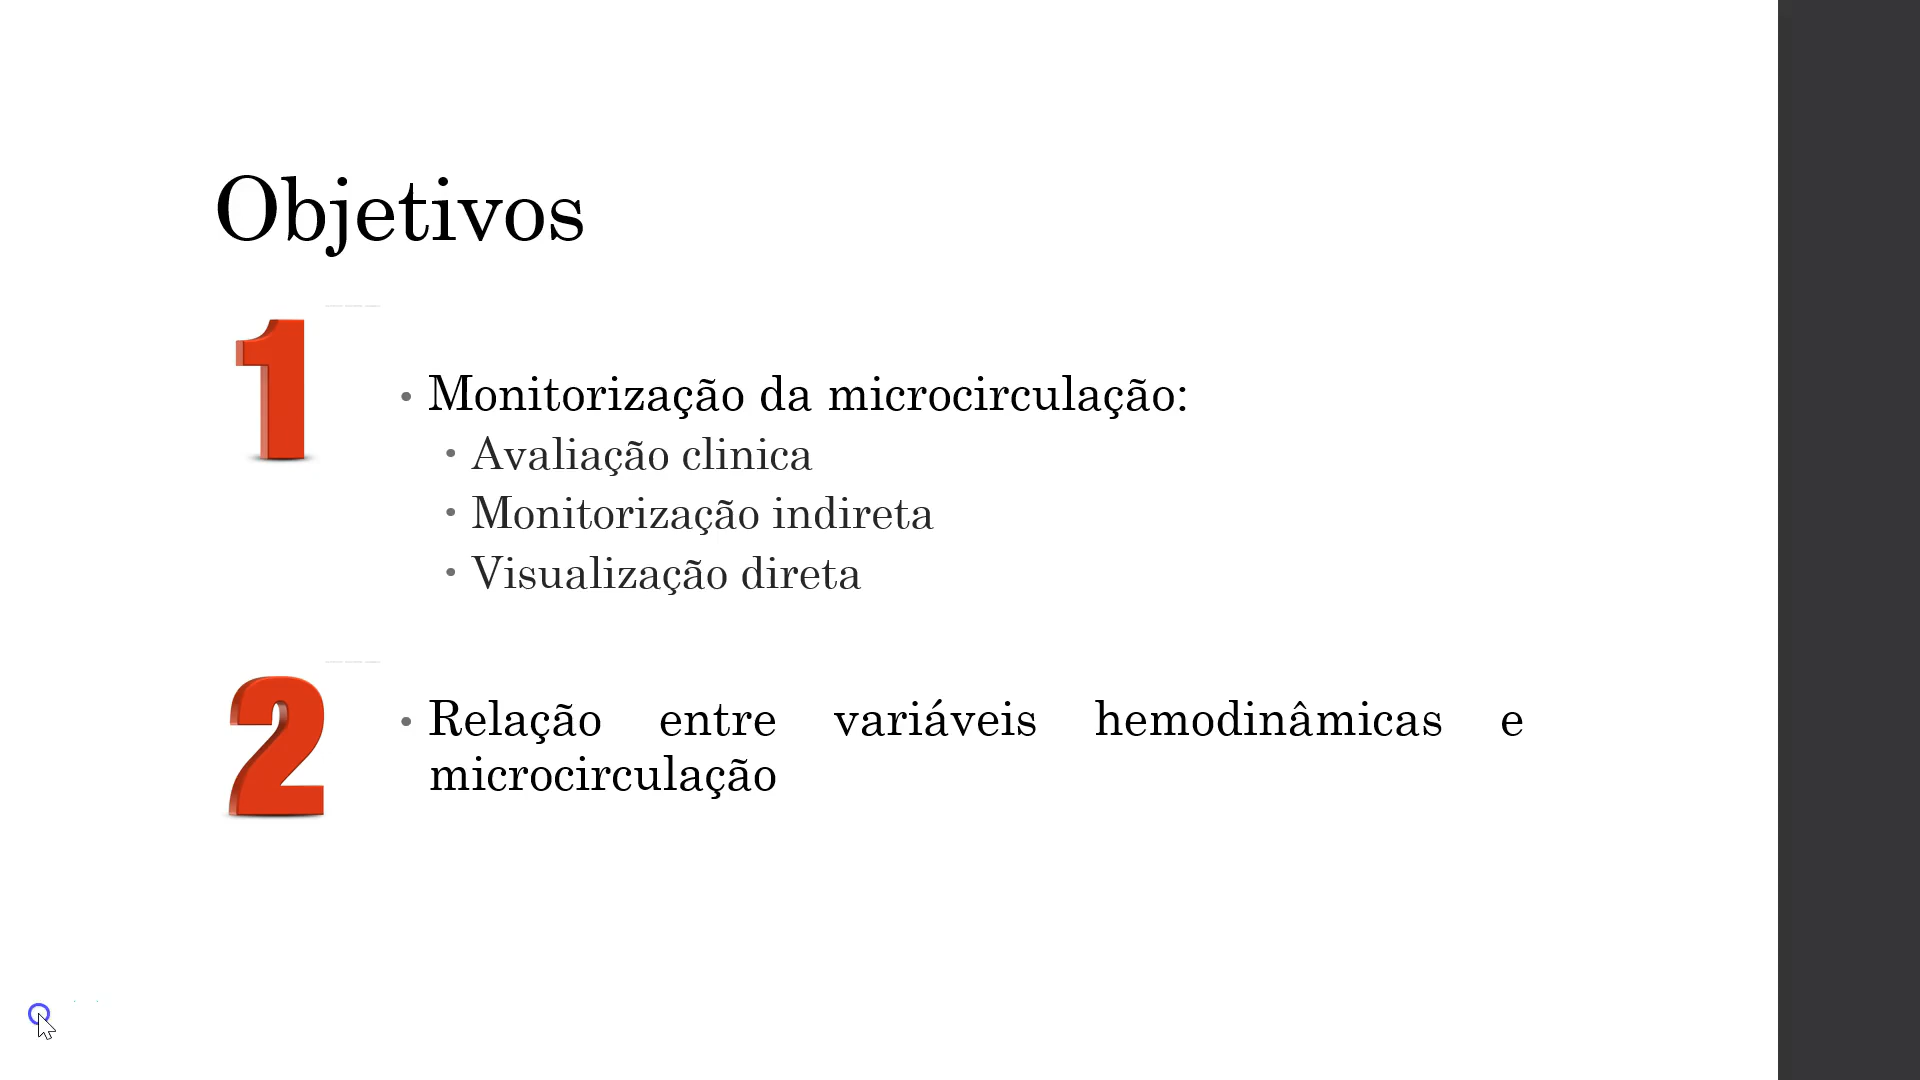 Objetivos
1
• Monitorização da microcirculação:
• Avaliação clinica
• Monitorização indireta
• Visualização direta
2
• Relação entre variáveis hemodinâmicas e
microcirculação